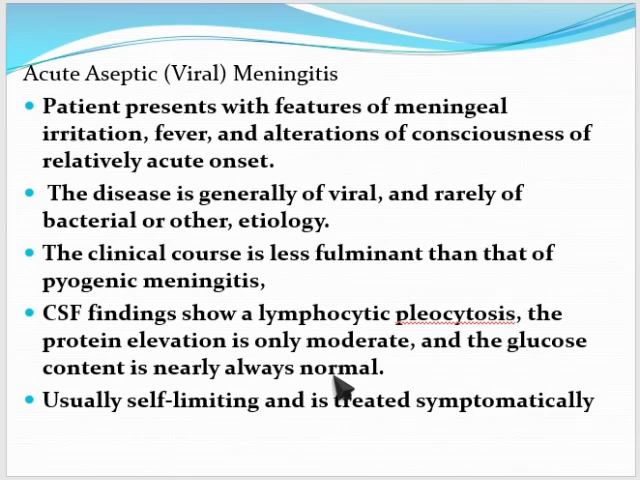 Acute Aseptic (Viral) Meningitis
• Patient presents with features of meningeal
irritation, fever, and alterations of consciousness of
relatively acute onset.
• The disease is generally of viral, and rarely of
bacterial or other, etiology.
• The clinical course is less fulminant than that of
pyogenic meningitis,
• CSF findings show a lymphocytic pleocytosis, the
protein elevation is only moderate, and the glucose
content is nearly always normal.
• Usually self-limiting and is treated symptomatically